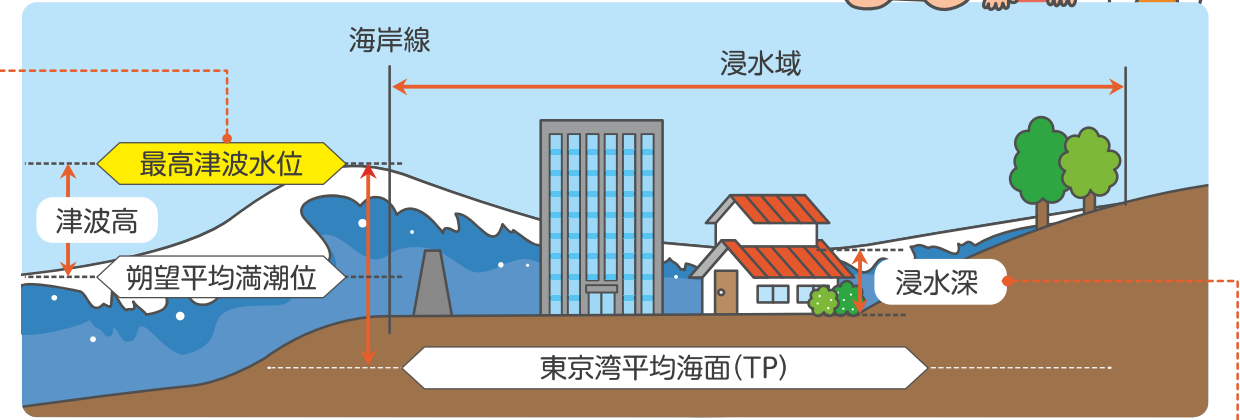 海岸線
浸水域
最高津波水位
津波高
朔望平均満潮位
浸水深
東京湾平均海面(TP)